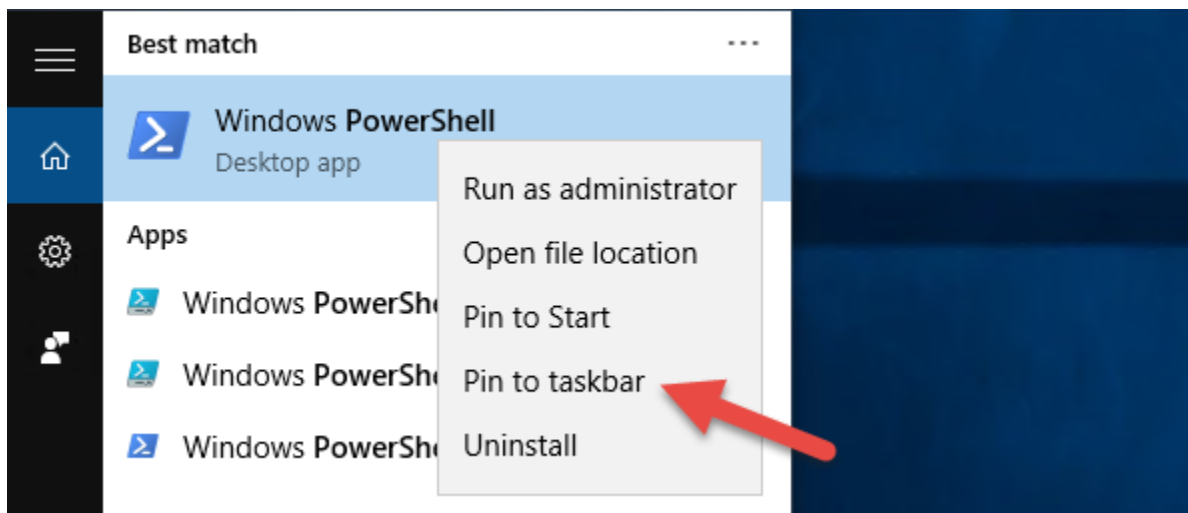 Best match
Windows PowerShell
Desktop app
Run as administrator
Open file location
Apps
Windows PowerShe
Pin to Start
Windows PowerShe
Pin to taskbar
Windows PowerShe
Uninstall